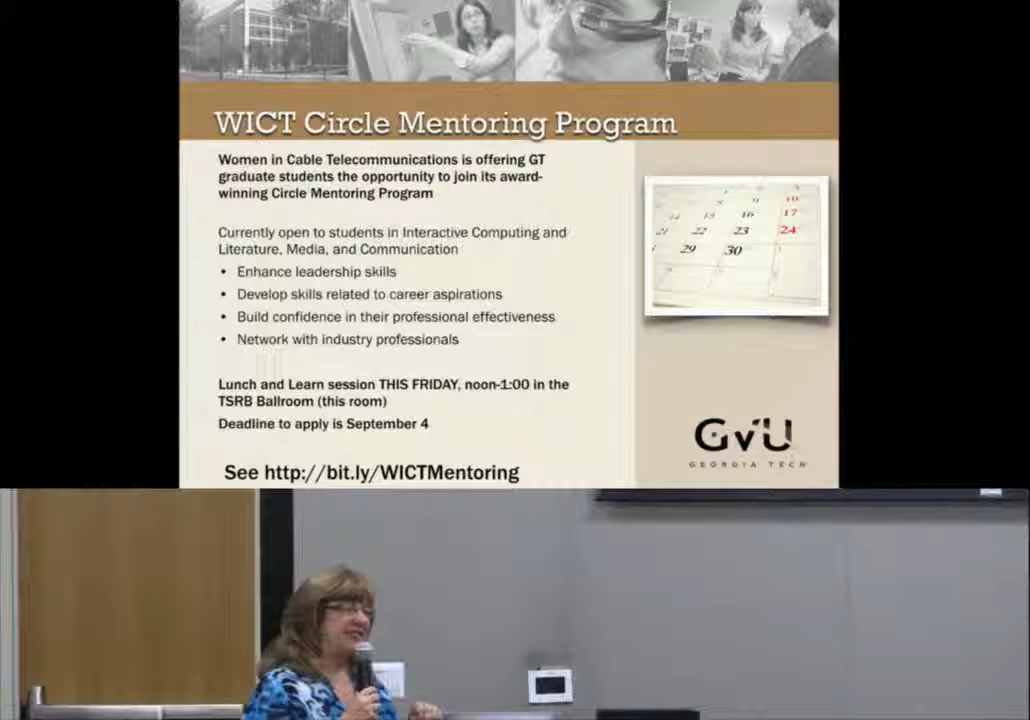 WICT Circle Mentoring Program
Women in Cable Telecommunications is offering GT
graduate students the opportunity to join its award-
winning Circle Mentoring Program
Currently open to students in Interactive Computing and
Literature, Media, and Communication
• Enhance leadership skills
• Develop skills related to career aspirations
• Build confidence in their professional effectiveness
• Network with industry professionals
Lunch and Learn session THIS FRIDAY, noon-1:00 in the
TSRB Ballroom (this room)
Deadline to apply is September 4
See http://bit.ly/WICTMentoring
16
17
22
23
24
29
30
GVU
GEORGIA TECH